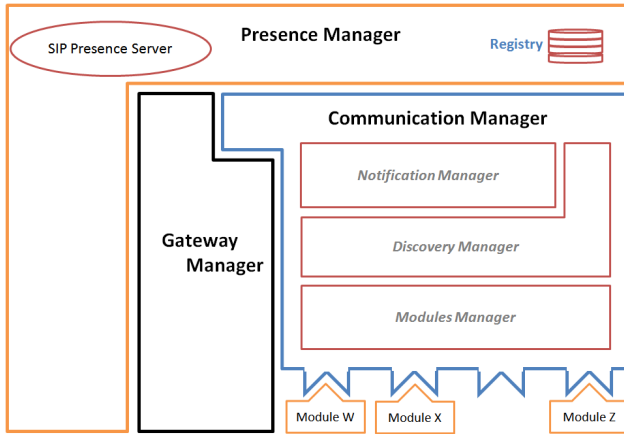 SIP Presence Server
Presence Manager
Registry
Communication Manager
Notification Manager
Gateway
Manager
Discovery Manager
Modules Manager
Module W
Module X
Module Z